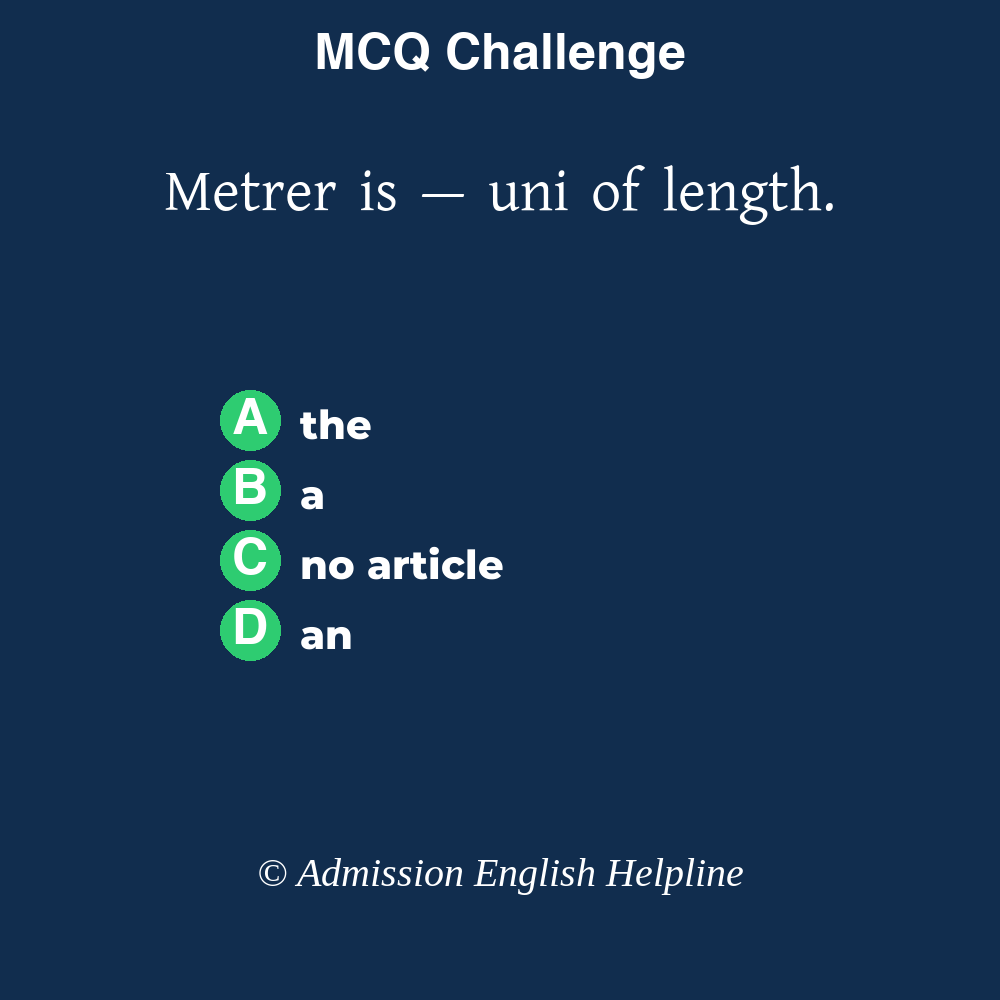 MCQ Challenge
Metrer is — uni of length.
A the
B a
C no article
D an
© Admission English Helpline